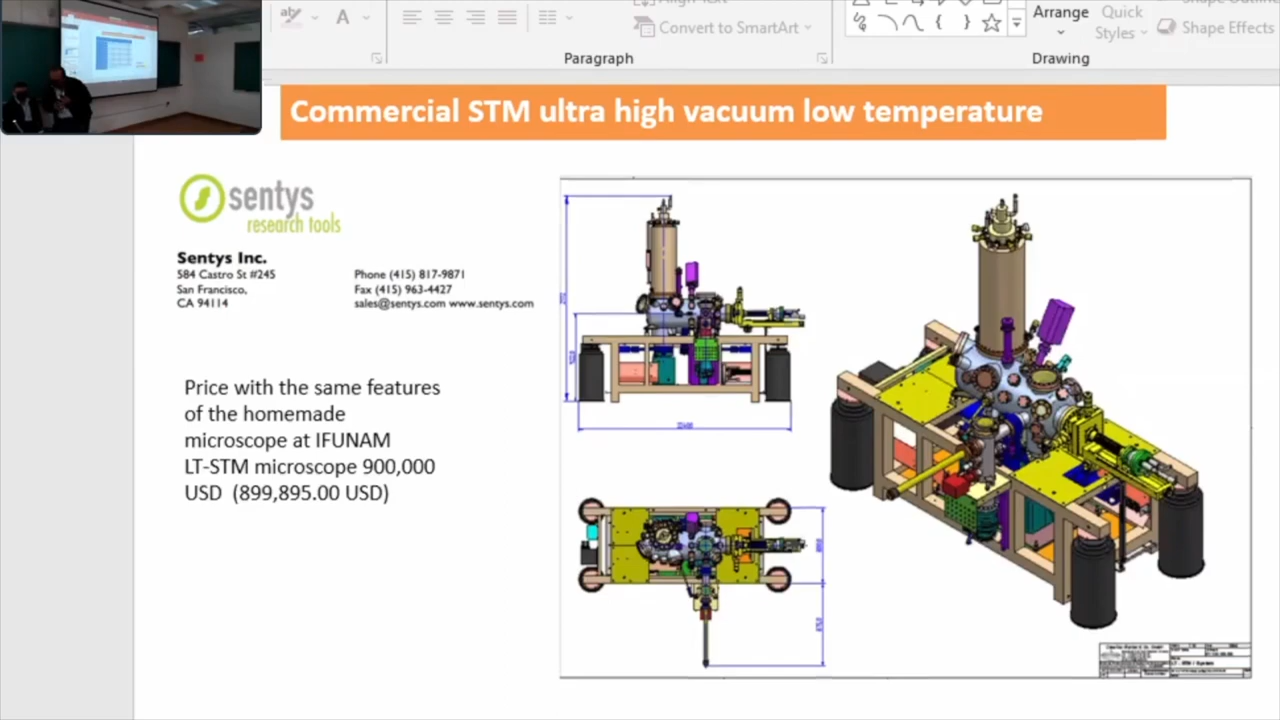 Convert to SmartArt
Paragraph
Arrange
Quick
Styles
Shape Effects
Drawing
Commercial STM ultra high vacuum low temperature
sentys
research tools
Sentys Inc.
584 Castro St #245
San Francisco,
CA 94114
Phone (415) 817-9871
Fax (415) 963-4427
sales@sentys.com www.sentys.com
Price with the same features
of the homemade
microscope at IFUNAM
LT-STM microscope 900,000
USD (899,895.00 USD)